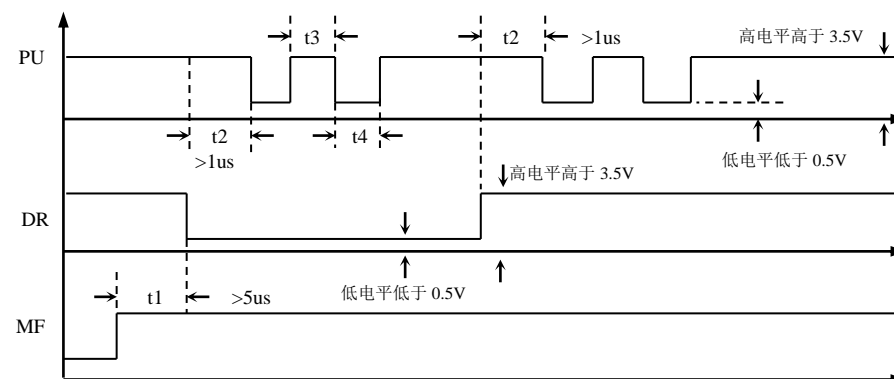 t3
t2
>1us
高电平高于 3.5V
PU
t2
t4
>1us
低电平低于 0.5V
高电平高于 3.5V
DR
低电平低于 0.5V
t1
>5us
MF